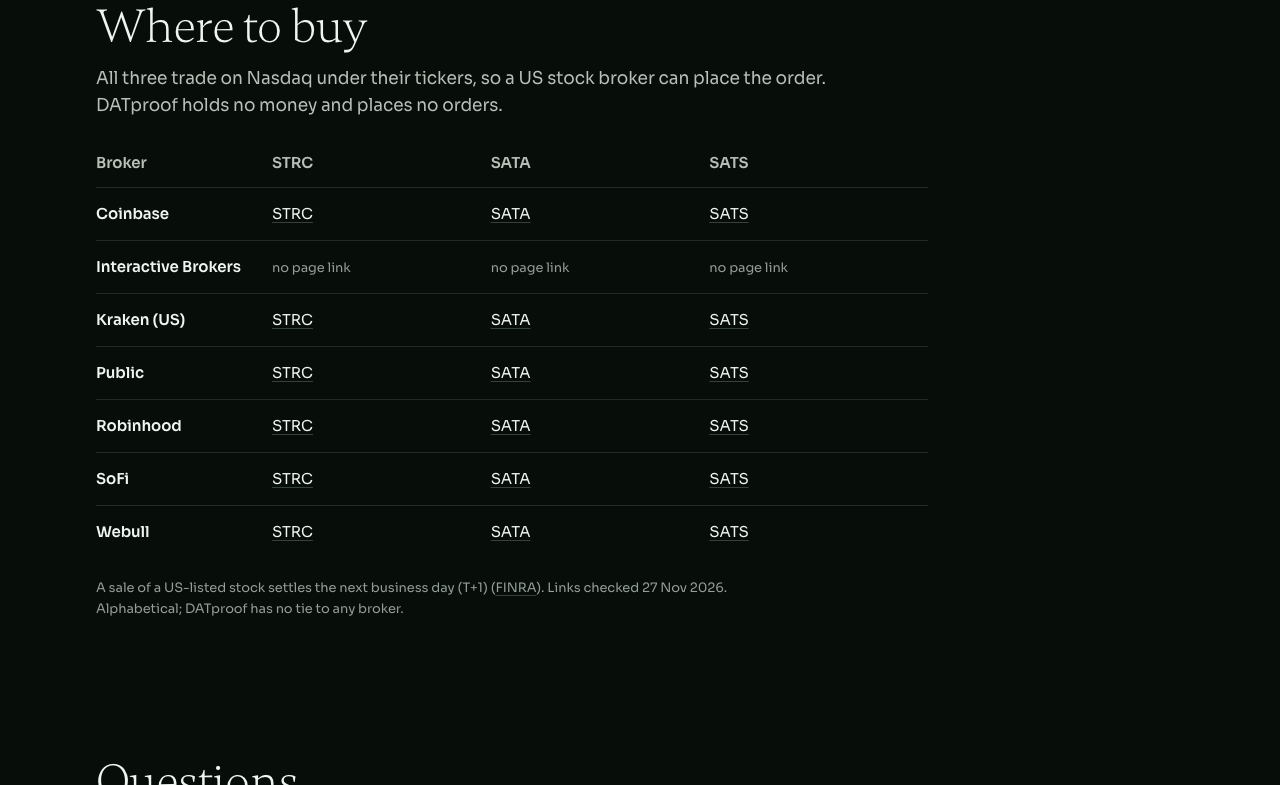 Where to buy
All three trade on Nasdaq under their tickers, so a US stock broker can place the order.
DATproof holds no money and places no orders.
Broker STRC SATA SATS
Coinbase STRC SATA SATS
Interactive Brokers no page link no page link no page link
Kraken (US) STRC SATA SATS
Public STRC SATA SATS
Robinhood STRC SATA SATS
SoFi STRC SATA SATS
Webull STRC SATA SATS
A sale of a US-listed stock settles the next business day (T+1) (FINRA). Links checked 27 Nov 2026.
Alphabetical; DATproof has no tie to any broker.
Questions